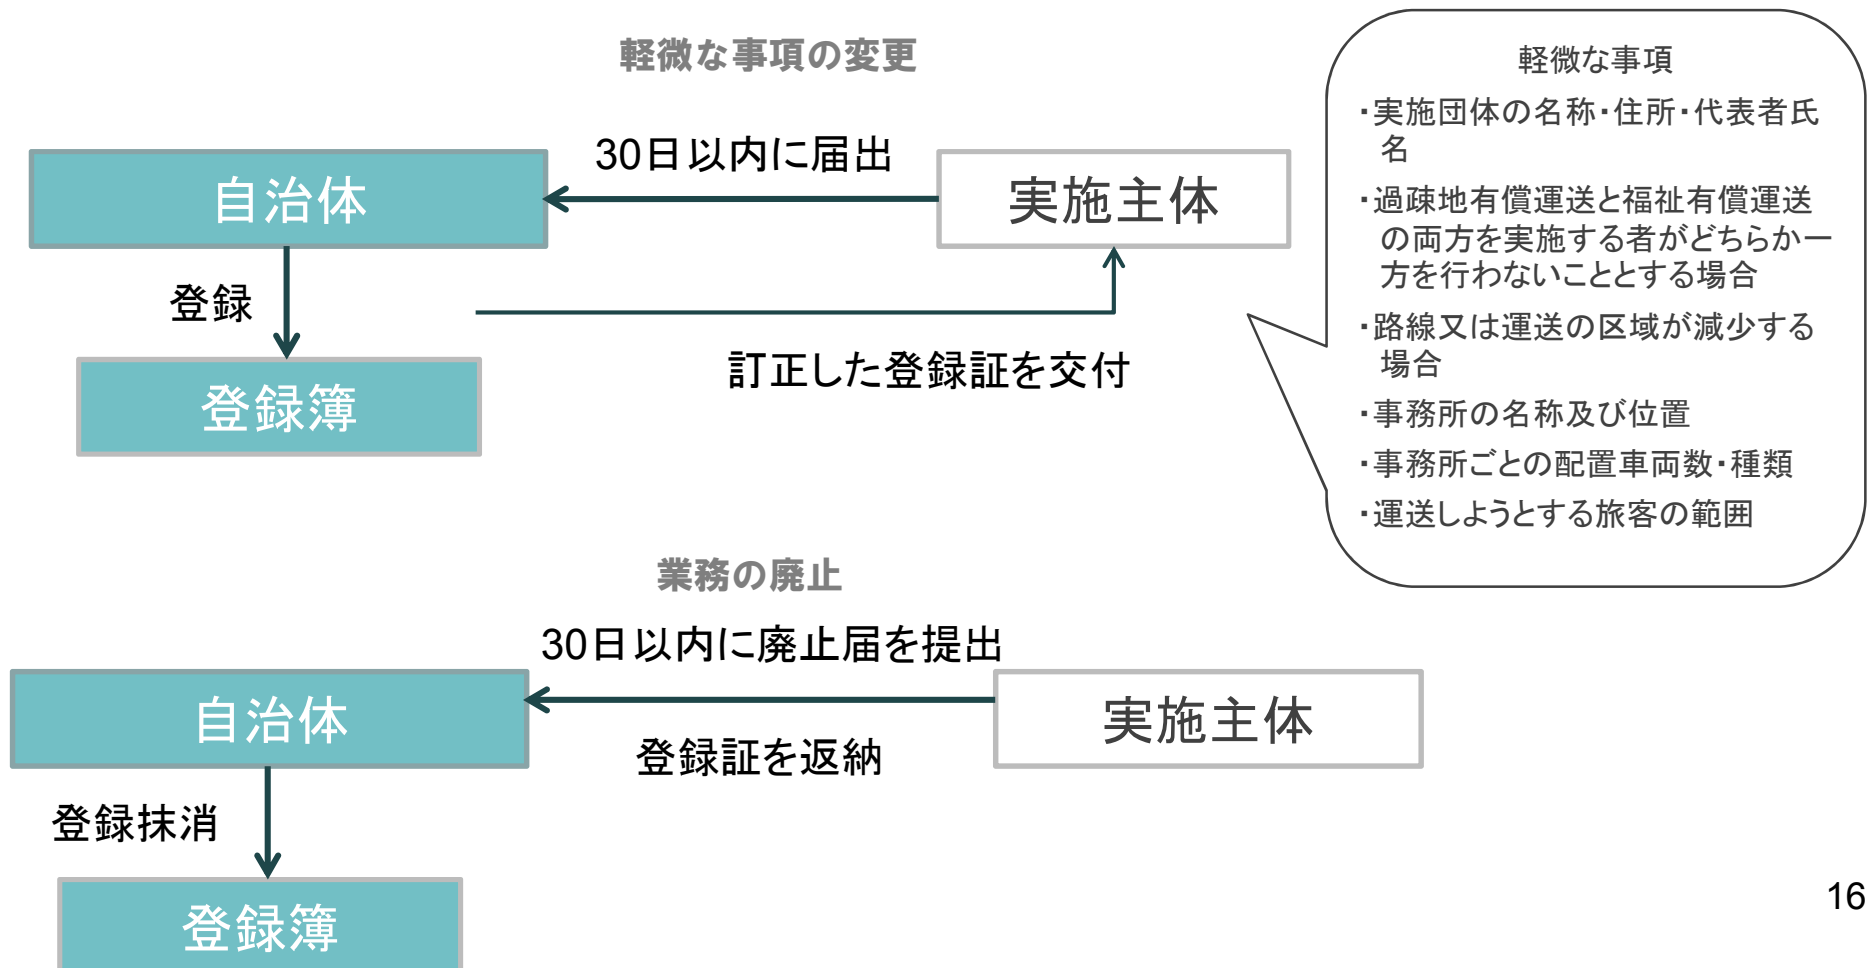 軽微な事項の変更
30日以内に届出
自治体
実施主体
登録
訂正した登録証を交付
登録簿
軽微な事項
・実施団体の名称・住所・代表者氏
名
・過疎地有償運送と福祉有償運送
の両方を実施する者がどちらか一
方を行わないこととする場合
・路線又は運送の区域が減少する
場合
・事務所の名称及び位置
・事務所ごとの配置車両数・種類
・運送しようとする旅客の範囲
業務の廃止
30日以内に廃止届を提出
自治体
実施主体
登録証を返納
登録抹消
登録簿
16